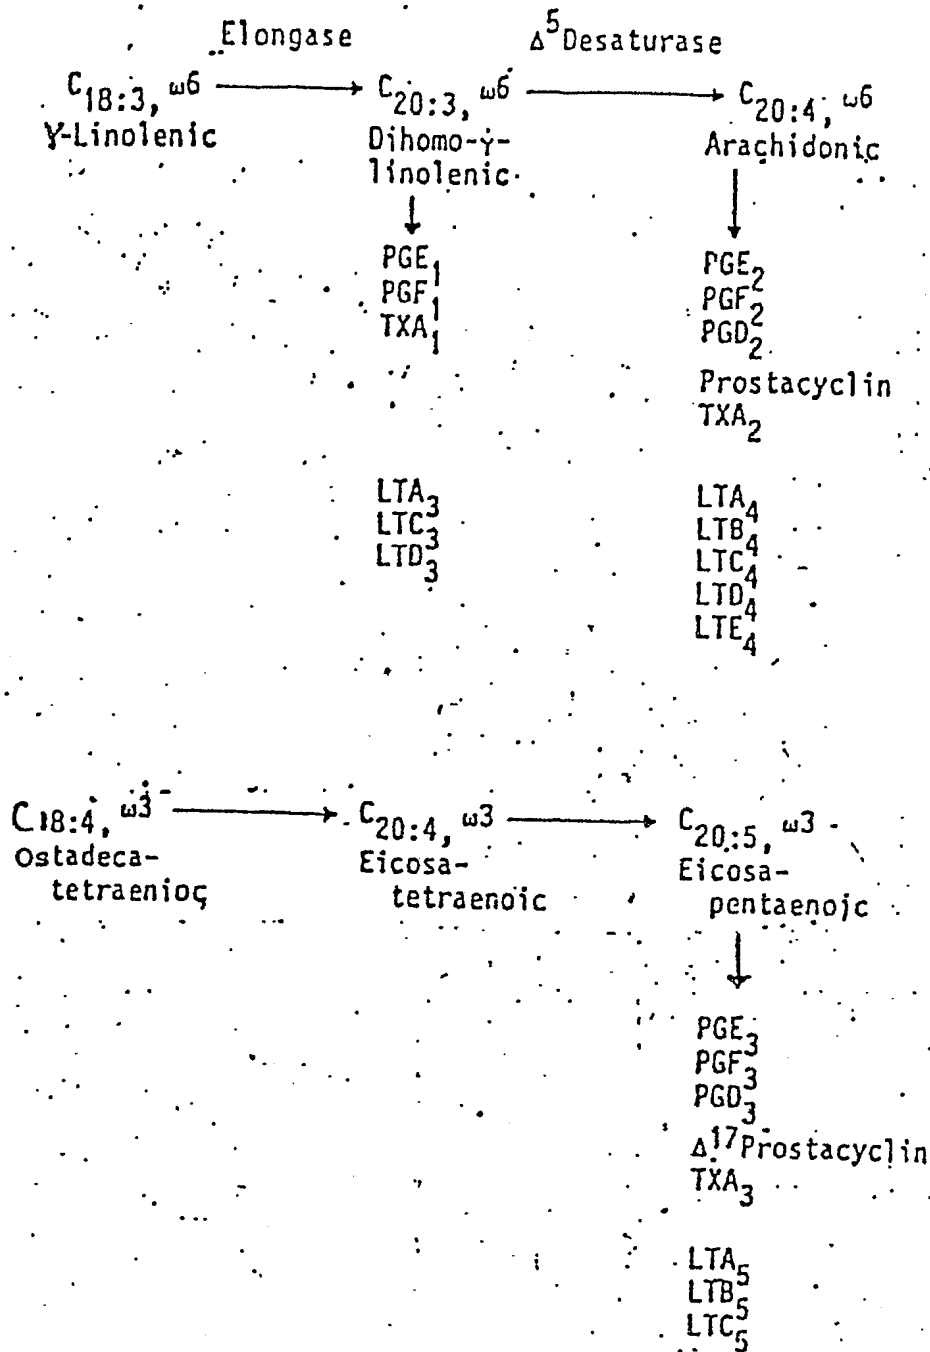 Elongase Δ⁵Desaturase
C₁₈:₃, ω6 → C₂₀:₃, ω6 → C₂₀:₄, ω6
γ-Linolenic Dihomo-γ- Arachidonic
linolenic
PGE₁ PGE₂
PGF₁ PGF₂
TXA₁ PGD₂
Prostacyclin
TXA₂
LTA₃ LTA₄
LTC₃ LTB₄
LTD₃ LTC₄
LTD₄
LTE₄
C₁₈:₄, ω3 → C₂₀:₄, ω3 → C₂₀:₅, ω3
Ostadeca- Eicosa- Eicosa-
tetraenioc tetraenoic pentaenoic
PGE₃
PGF₃
PGD₃
Δ¹⁷Prostacyclin
TXA₃
LTA₅
LTB₅
LTC₅